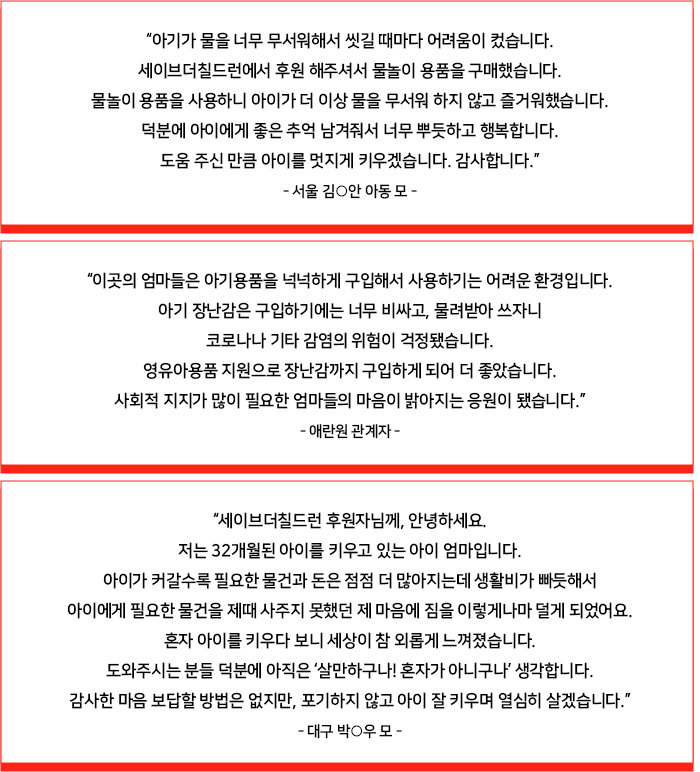 “아기가 물을 너무 무서워해서 씻길 때마다 어려움이 컸습니다.
세이브더칠드런에서 후원 해주셔서 물놀이 용품을 구매했습니다.
물놀이 용품을 사용하니 아이가 더 이상 물을 무서워 하지 않고 즐거워했습니다.
덕분에 아이에게 좋은 추억 남겨줘서 너무 뿌듯하고 행복합니다.
도움 주신 만큼 아이를 멋지게 키우겠습니다. 감사합니다.”
- 서울 김○안 아동 모 -
“이곳의 엄마들은 아기용품을 넉넉하게 구입해서 사용하기는 어려운 환경입니다.
아기 장난감은 구입하기에는 너무 비싸고, 물려받아 쓰자니
코로나나 기타 감염의 위험이 걱정됐습니다.
영유아용품 지원으로 장난감까지 구입하게 되어 더 좋았습니다.
사회적 지지가 많이 필요한 엄마들의 마음이 밝아지는 응원이 됐습니다.”
- 애란원 관계자 -
“세이브더칠드런 후원자님께, 안녕하세요.
저는 32개월된 아이를 키우고 있는 아이 엄마입니다.
아이가 커갈수록 필요한 물건과 돈은 점점 더 많아지는데 생활비가 빠듯해서
아이에게 필요한 물건을 제때 사주지 못했던 제 마음에 짐을 이렇게나마 덜게 되었어요.
혼자 아이를 키우다 보니 세상이 참 외롭게 느껴졌습니다.
도와주시는 분들 덕분에 아직은 ‘살만하구나! 혼자가 아니구나’ 생각합니다.
감사한 마음 보답할 방법은 없지만, 포기하지 않고 아이 잘 키우며 열심히 살겠습니다.”
- 대구 박○우 모 -